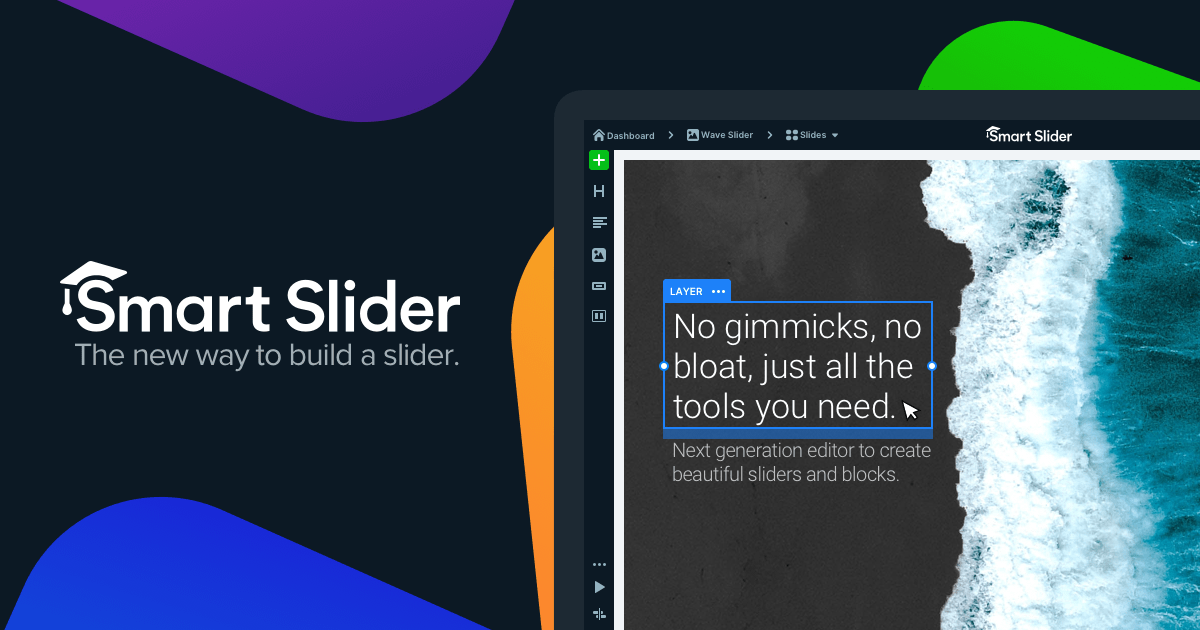 Smart Slider
The new way to build a slider.
Dashboard
Wave Slider
Slides
Smart Slider
H
LAYER
No gimmicks, no
bloat, just all the
tools you need.
Next generation editor to create
beautiful sliders and blocks.